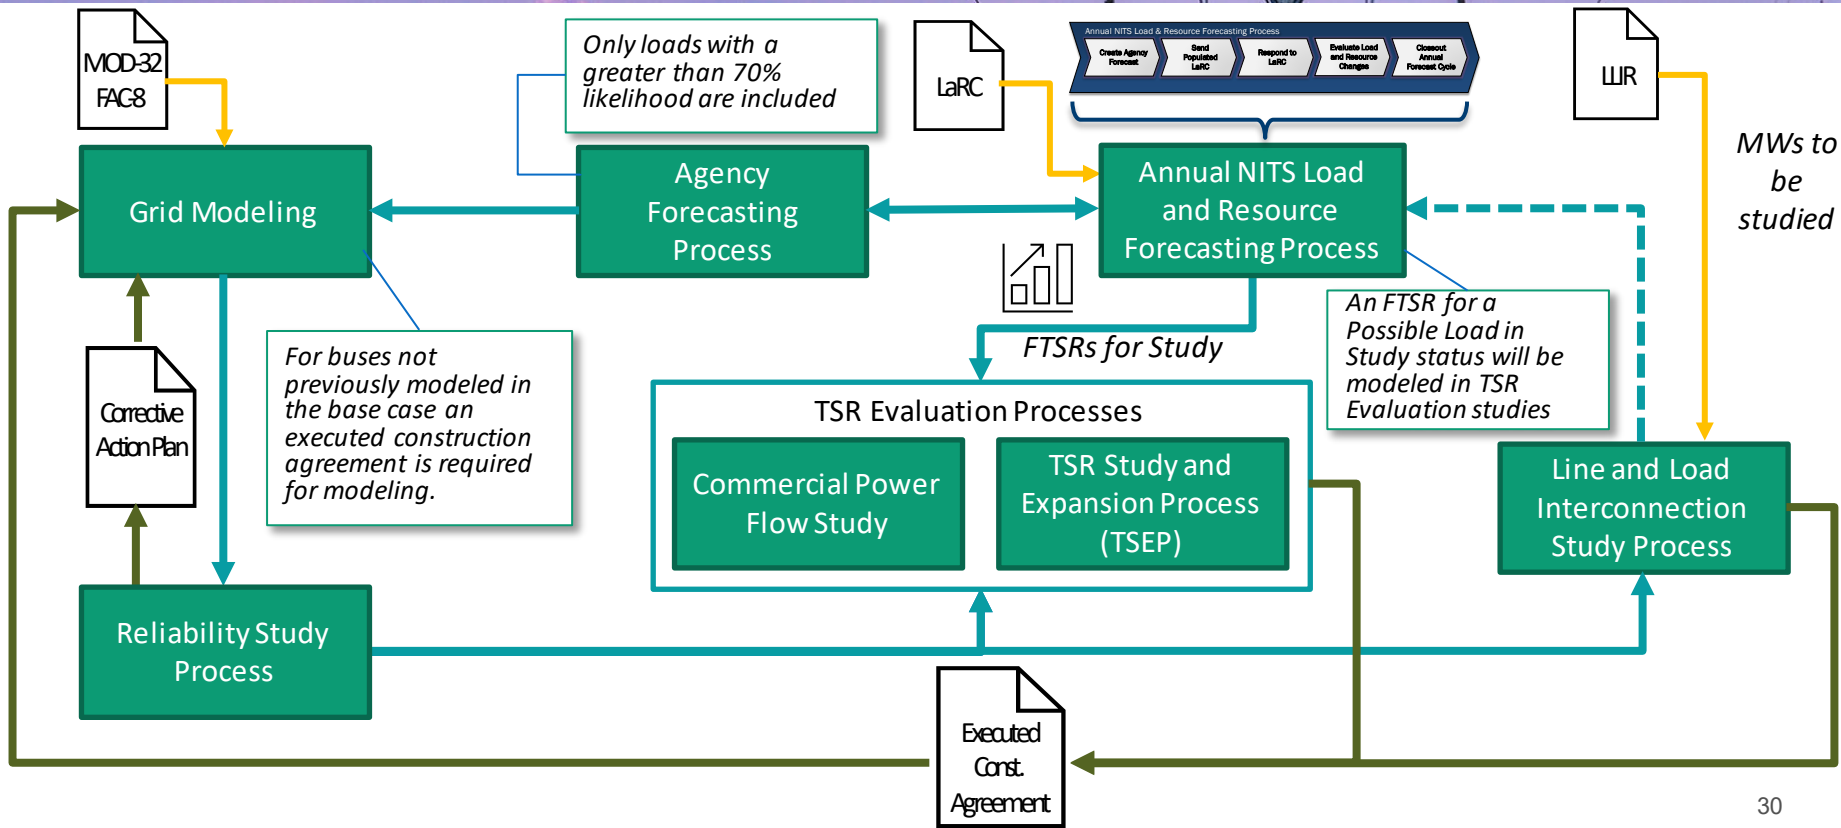 MOD-32
FAC-8
Only loads with a
greater than 70%
likelihood are included
LaRC
Annual NITS Load & Resource Forecasting Process
Create Agency
Forecast
Send
Populated
LaRC
Respond to
LaRC
Evaluate Load
and Resource
Changes
Closeout
Annual
Forecast Cycle
LLIR
MWs to
be
studied
Grid Modeling
Agency
Forecasting
Process
Annual NITS Load
and Resource
Forecasting Process
For buses not
previously modeled in
the base case an
executed construction
agreement is required
for modeling.
FTSRs for Study
An FTSR for a
Possible Load in
Study status will be
modeled in TSR
Evaluation studies
Corrective
Action Plan
TSR Evaluation Processes
Commercial Power
Flow Study
TSR Study and
Expansion Process
(TSEP)
Line and Load
Interconnection
Study Process
Reliability Study
Process
Executed
Const.
Agreement
30